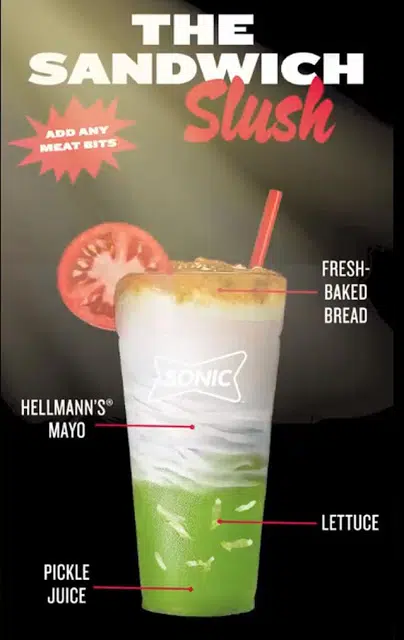 THE
SANDWICH
Slush
ADD ANY
MEAT BITS
FRESH-
BAKED
BREAD
SONIC
HELLMANN'S®
MAYO
LETTUCE
PICKLE
JUICE